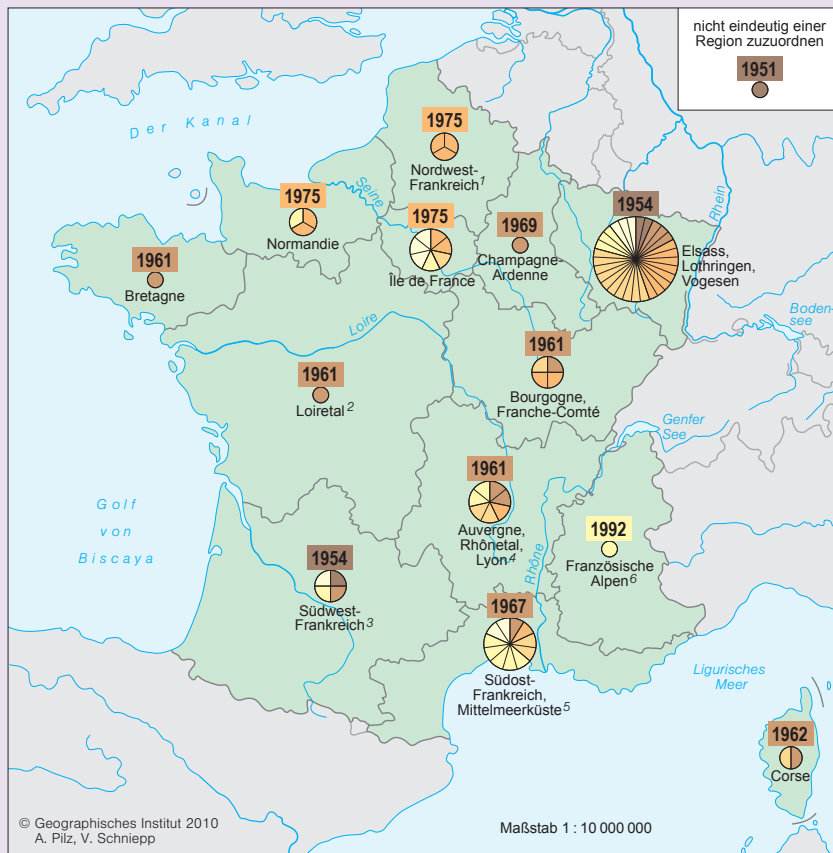 nicht eindeutig einer
Region zuzuordnen
1951
Der Kanal
1975
Nordwest-
Frankreich1
Seine
1975
Normandie
1975
Île de France
1969
Champagne-
Ardenne
1954
Elsass,
Lothringen,
Vogesen
Rhein
1961
Bretagne
Boden-
see
Loire
1961
Loiretal2
1961
Bourgogne,
Franche-Comté
Genfer
See
1961
Auvergne,
Rhônetal,
Lyon4
Rhône
1992
Französische
Alpen6
Golf
von
Biscaya
1954
Südwest-
Frankreich3
1967
Südost-
Frankreich,
Mittelmeerküste5
Ligurisches
Meer
1962
Corse
© Geographisches Institut 2010
A. Pilz, V. Schniepp
Maßstab 1 : 10 000 000